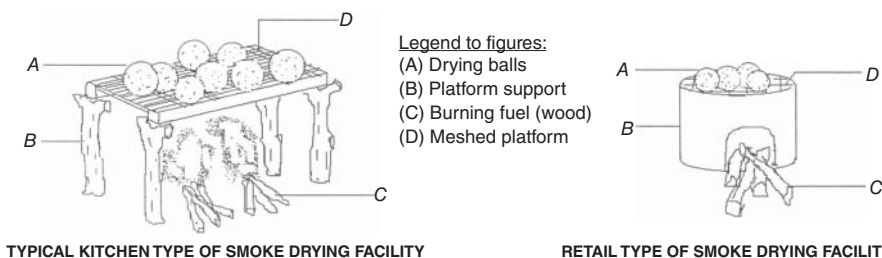 D
A
B
C
TYPICAL KITCHEN TYPE OF SMOKE DRYING FACILITY
Legend to figures:
(A) Drying balls
(B) Platform support
(C) Burning fuel (wood)
(D) Meshed platform
A
D
B
C
RETAIL TYPE OF SMOKE DRYING FACILIT